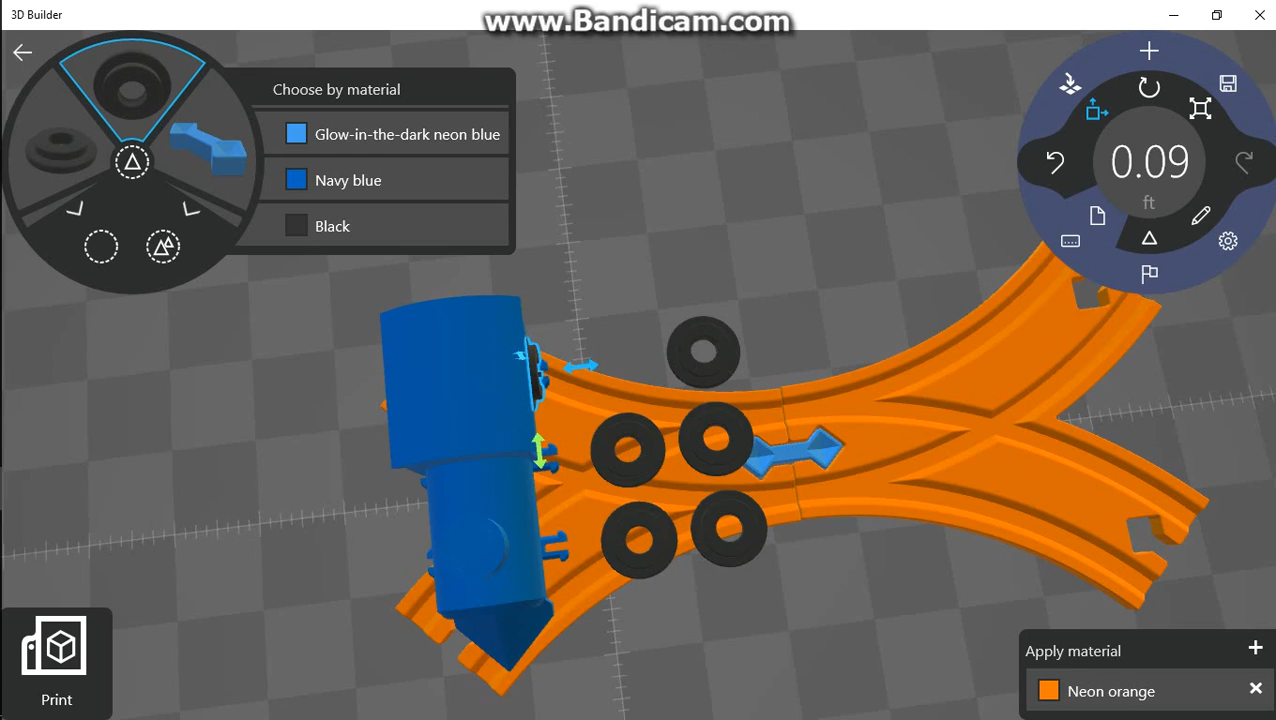 3D Builder
www.Bandicam.com
Choose by material
Glow-in-the-dark neon blue
Navy blue
Black
0.09
ft
Print
Apply material
Neon orange